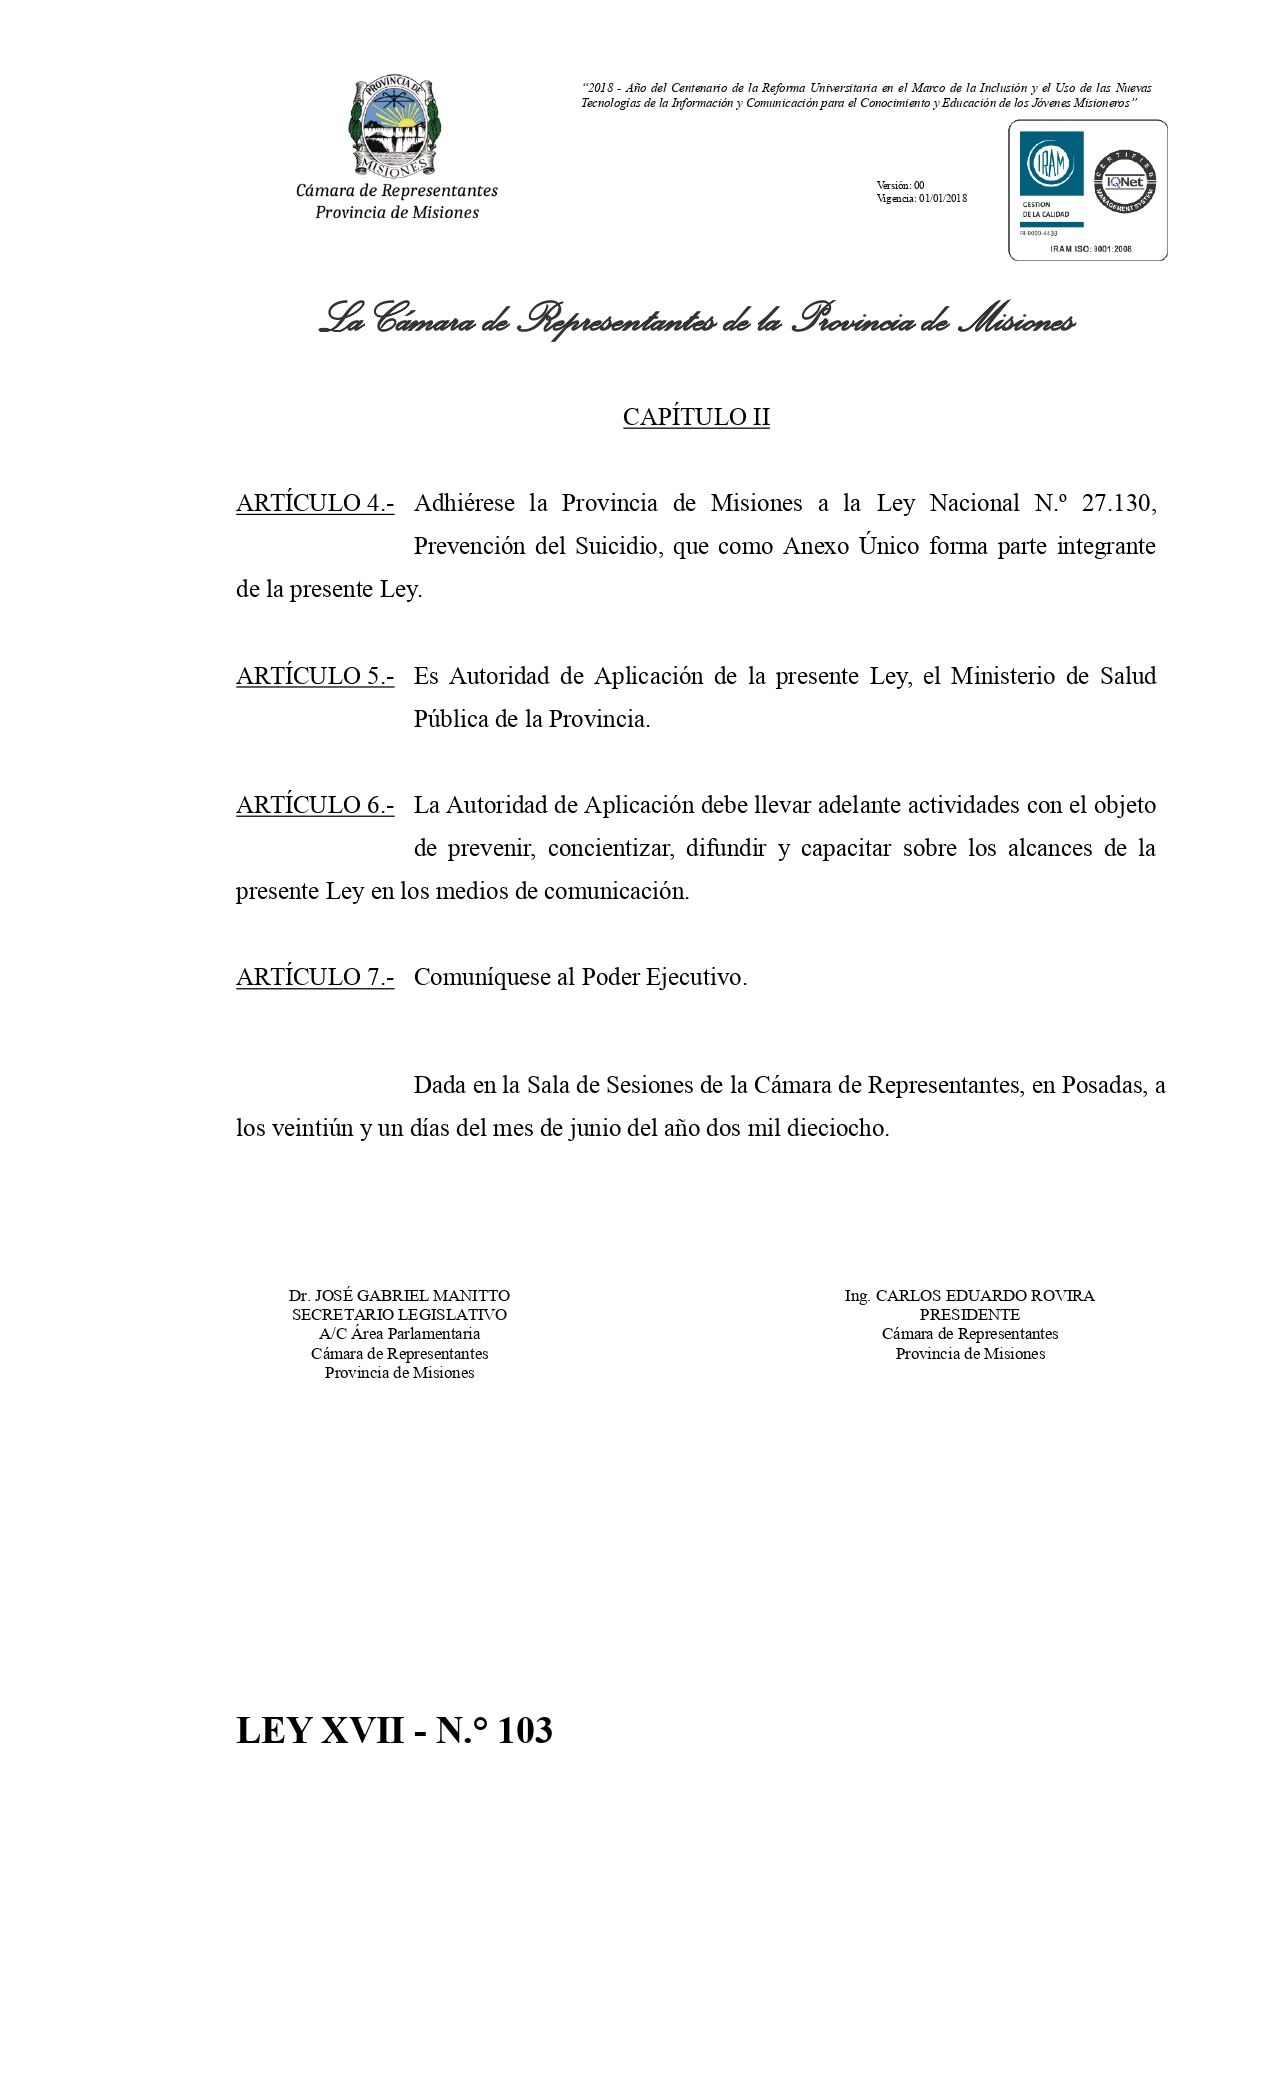 PROVINCIA DE
MISIONES
Cámara de Representantes
Provincia de Misiones
“2018 - Año del Centenario de la Reforma Universitaria en el Marco de la Inclusión y el Uso de las Nuevas
Tecnologías de la Información y Comunicación para el Conocimiento y Educación de los Jóvenes Misioneros”
Versión: 00
Vigencia: 01/01/2018
IRAM
GESTION
DE LA CALIDAD
RI-9000-4439
CERTIFIED
IQNet
MANAGEMENT SYSTEM
IRAM ISO: 9001:2008
La Cámara de Representantes de la Provincia de Misiones
CAPÍTULO II
ARTÍCULO 4.- Adhiérese la Provincia de Misiones a la Ley Nacional N.º 27.130,
Prevención del Suicidio, que como Anexo Único forma parte integrante
de la presente Ley.
ARTÍCULO 5.- Es Autoridad de Aplicación de la presente Ley, el Ministerio de Salud
Pública de la Provincia.
ARTÍCULO 6.- La Autoridad de Aplicación debe llevar adelante actividades con el objeto
de prevenir, concientizar, difundir y capacitar sobre los alcances de la
presente Ley en los medios de comunicación.
ARTÍCULO 7.- Comuníquese al Poder Ejecutivo.
Dada en la Sala de Sesiones de la Cámara de Representantes, en Posadas, a
los veintiún y un días del mes de junio del año dos mil dieciocho.
Dr. JOSÉ GABRIEL MANITTO
SECRETARIO LEGISLATIVO
A/C Área Parlamentaria
Cámara de Representantes
Provincia de Misiones
Ing. CARLOS EDUARDO ROVIRA
PRESIDENTE
Cámara de Representantes
Provincia de Misiones
LEY XVII - N.° 103